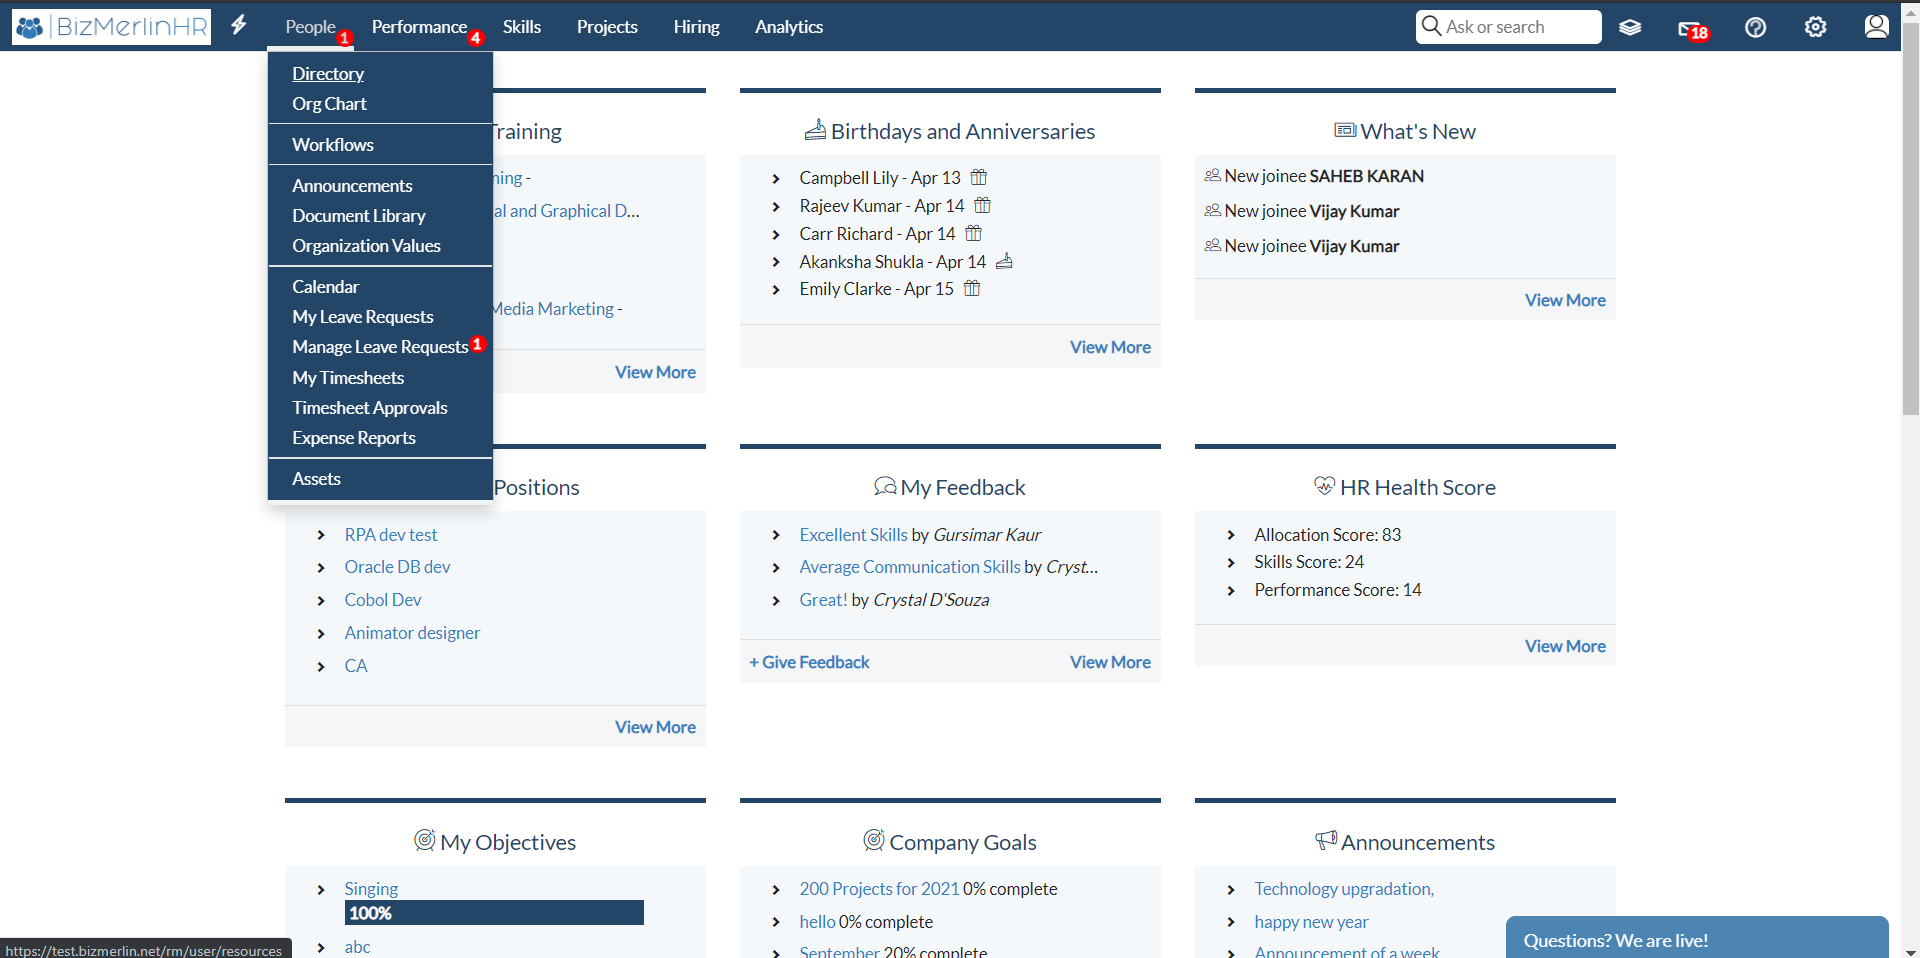 BizMerlinHR
People 1
Performance 4
Skills
Projects
Hiring
Analytics
Ask or search
18
Directory
Org Chart
Workflows
Announcements
Document Library
Organization Values
Calendar
My Leave Requests
Manage Leave Requests 1
My Timesheets
Timesheet Approvals
Expense Reports
Assets
Training
ning -
al and Graphical D...
Media Marketing -
View More
Birthdays and Anniversaries
Campbell Lily - Apr 13
Rajeev Kumar - Apr 14
Carr Richard - Apr 14
Akanksha Shukla - Apr 14
Emily Clarke - Apr 15
View More
What's New
New joinee SAHEB KARAN
New joinee Vijay Kumar
New joinee Vijay Kumar
View More
Positions
RPA dev test
Oracle DB dev
Cobol Dev
Animator designer
CA
View More
My Feedback
Excellent Skills by Gursimar Kaur
Average Communication Skills by Cryst...
Great! by Crystal D'Souza
+ Give Feedback
View More
HR Health Score
Allocation Score: 83
Skills Score: 24
Performance Score: 14
View More
My Objectives
Singing
100%
abc
Company Goals
200 Projects for 2021 0% complete
hello 0% complete
September 20% complete
Announcements
Technology upgradation,
happy new year
Announcement of a week
Questions? We are live!
https://test.bizmerlin.net/rm/user/resources